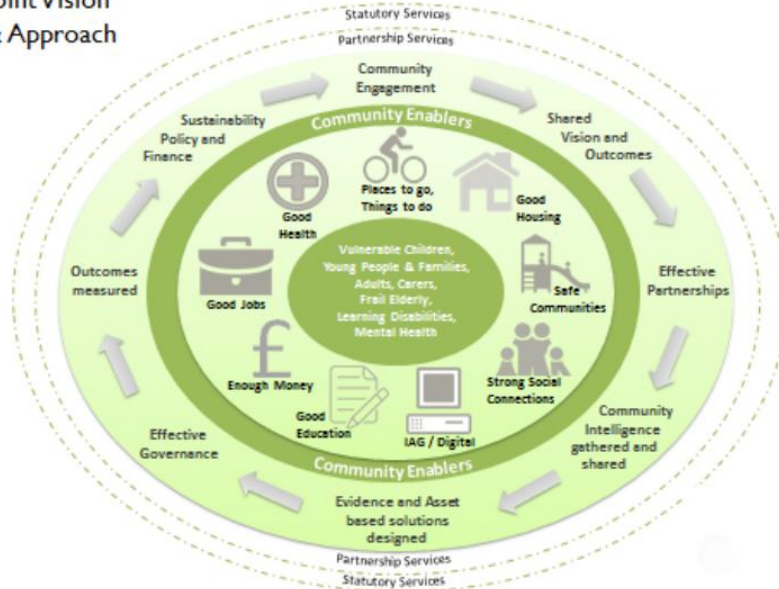 oint Vision
& Approach
Statutory Services
Partnership Services
Community
Engagement
Sustainability
Policy and
Finance
Community Enablers
Shared
Vision and
Outcomes
Places to go,
Things to do
Good
Health
Good
Housing
Vulnerable Children,
Young People & Families,
Adults, Carers,
Frail Elderly,
Learning Disabilities,
Mental Health
Outcomes
measured
Good Jobs
Safe
Communities
Effective
Partnerships
Enough Money
Strong Social
Connections
Good
Education
IAG / Digital
Effective
Governance
Community
Intelligence
gathered and
shared
Community Enablers
Evidence and Asset
based solutions
designed
Partnership Services
Statutory Services